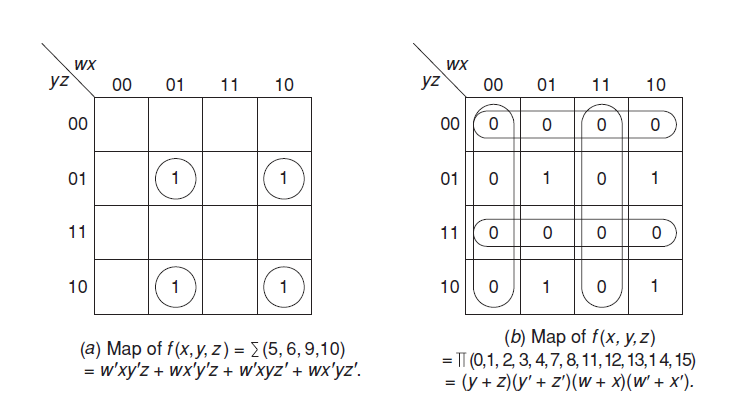 wx
yz
00 01 11 10
00
01 1 1
11
10 1 1
(a) Map of f(x, y, z) = ∑(5, 6, 9,10)
= w′xy′z + wx′y′z + w′xyz′ + wx′yz′.
wx
yz
00 01 11 10
00 0 0 0 0
01 0 1 0 1
11 0 0 0 0
10 0 1 0 1
(b) Map of f(x, y, z)
= ∏ (0,1, 2, 3, 4, 7, 8, 11, 12, 13,1 4, 15)
= (y + z)(y′ + z′)(w + x)(w′ + x′).